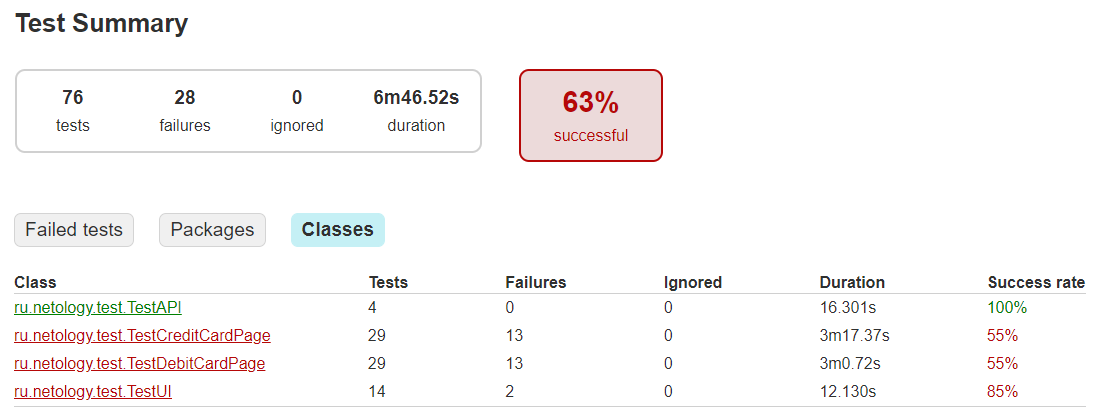 Test Summary
76 28 0 6m46.52s
tests failures ignored duration
63%
successful
Failed tests Packages Classes
Class Tests Failures Ignored Duration Success rate
ru.netology.test.TestAPI 4 0 0 16.301s 100%
ru.netology.test.TestCreditCardPage 29 13 0 3m17.37s 55%
ru.netology.test.TestDebitCardPage 29 13 0 3m0.72s 55%
ru.netology.test.TestUI 14 2 0 12.130s 85%